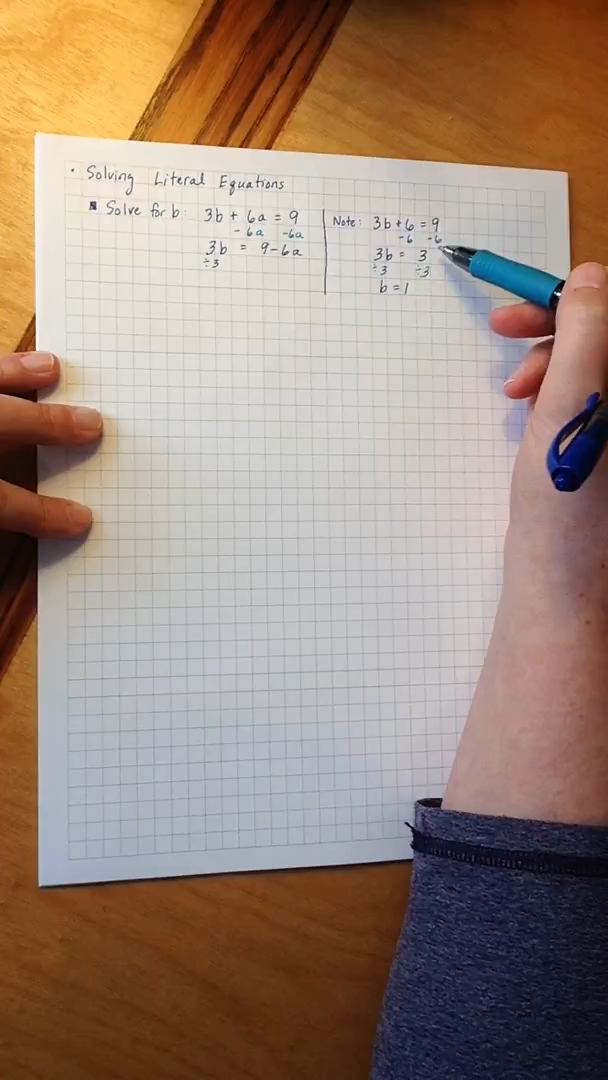 • Solving Literal Equations
▪ Solve for b: 3b + 6a = 9
- 6a -6a
3b = 9 - 6a
÷3
Note: 3b + 6 = 9
-6 -6
3b = 3
÷3 ÷3
b = 1